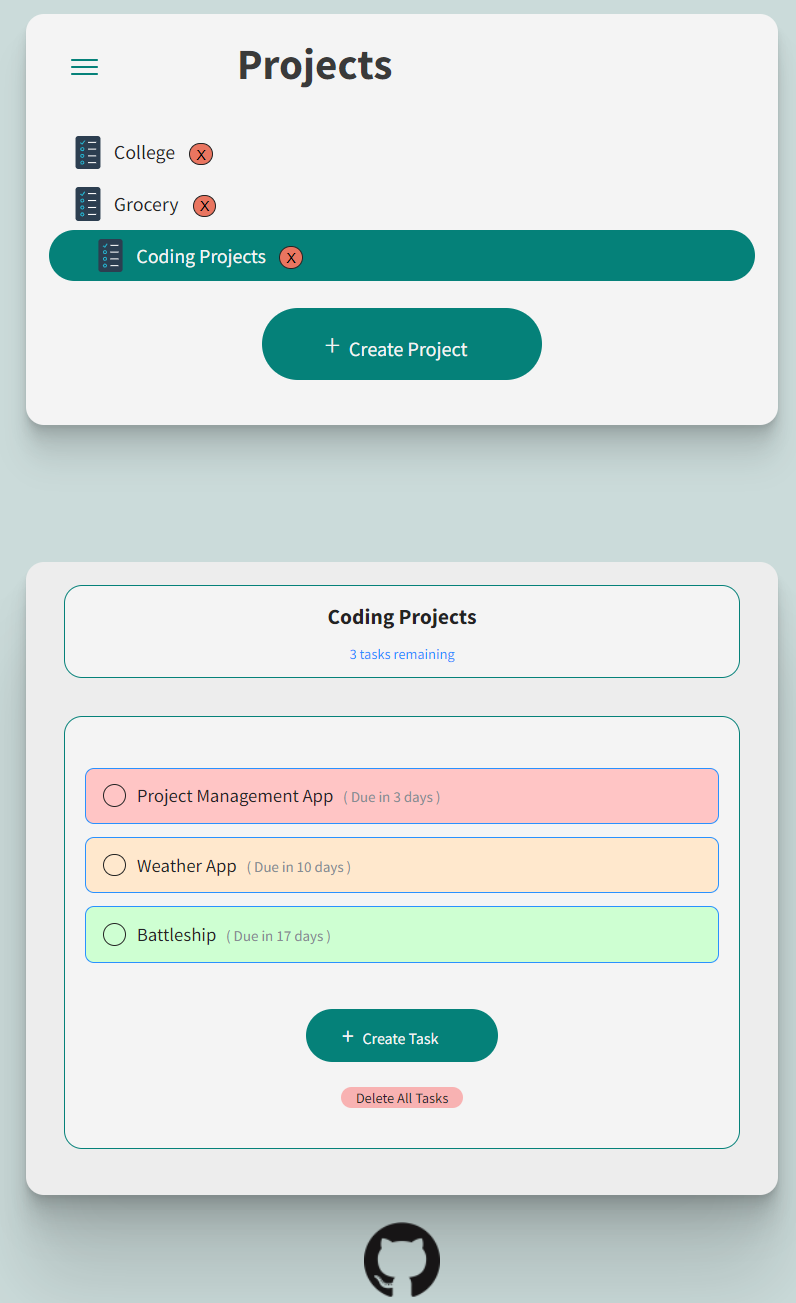 Projects
College X
Grocery X
Coding Projects X
+ Create Project
Coding Projects
3 tasks remaining
Project Management App ( Due in 3 days )
Weather App ( Due in 10 days )
Battleship ( Due in 17 days )
+ Create Task
Delete All Tasks